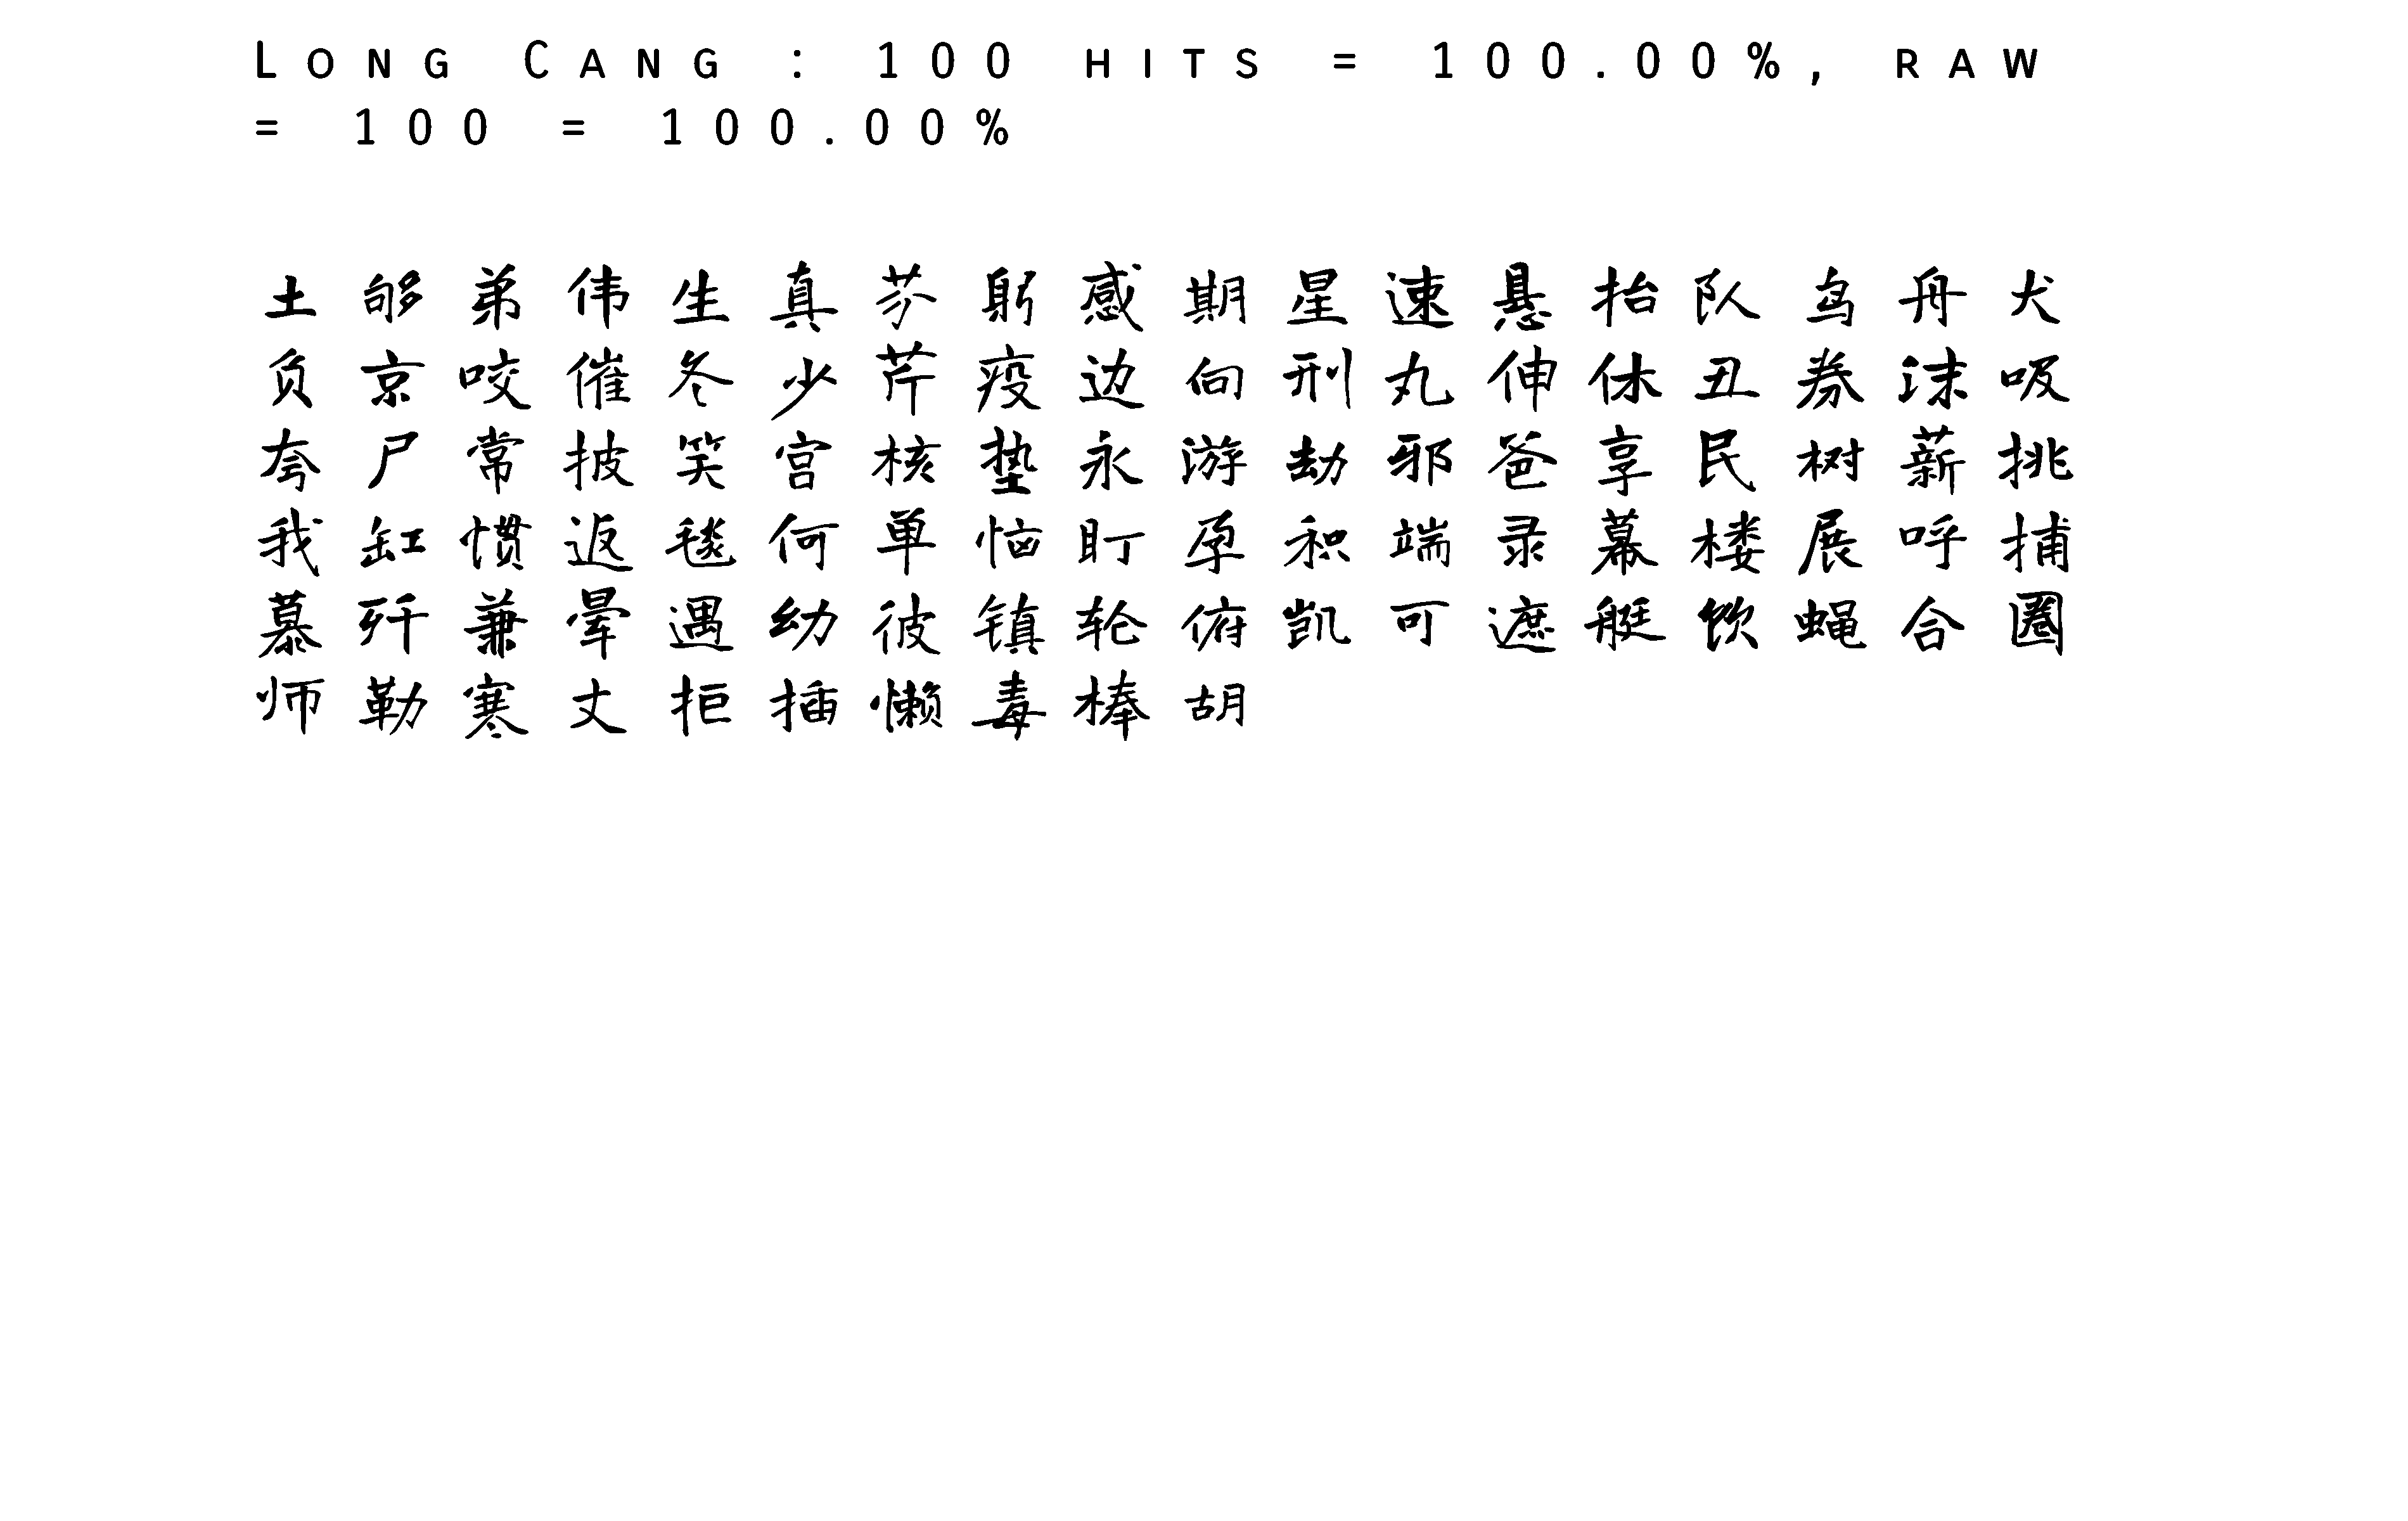 Long Cang : 100 hits = 100.00%, raw
= 100 = 100.00%
土 够 弟 伟 生 真 芬 躬 感 期 星 速 悬 抬 队 鸟 舟 犬
负 京 咬 催 冬 少 芹 疫 边 向 刑 丸 伸 休 丑 券 沫 吸
夸 尸 常 披 笑 宫 核 垫 永 游 劫 邪 爸 享 民 树 薪 挑
我 缸 惯 返 毯 何 单 恼 盯 孕 积 端 录 幕 楼 展 呼 捕
慕 歼 兼 晕 遇 幼 彼 镇 轮 俯 凯 可 遮 艇 饮 蝇 合 圈
师 勒 寒 丈 拒 插 懒 毒 棒 胡